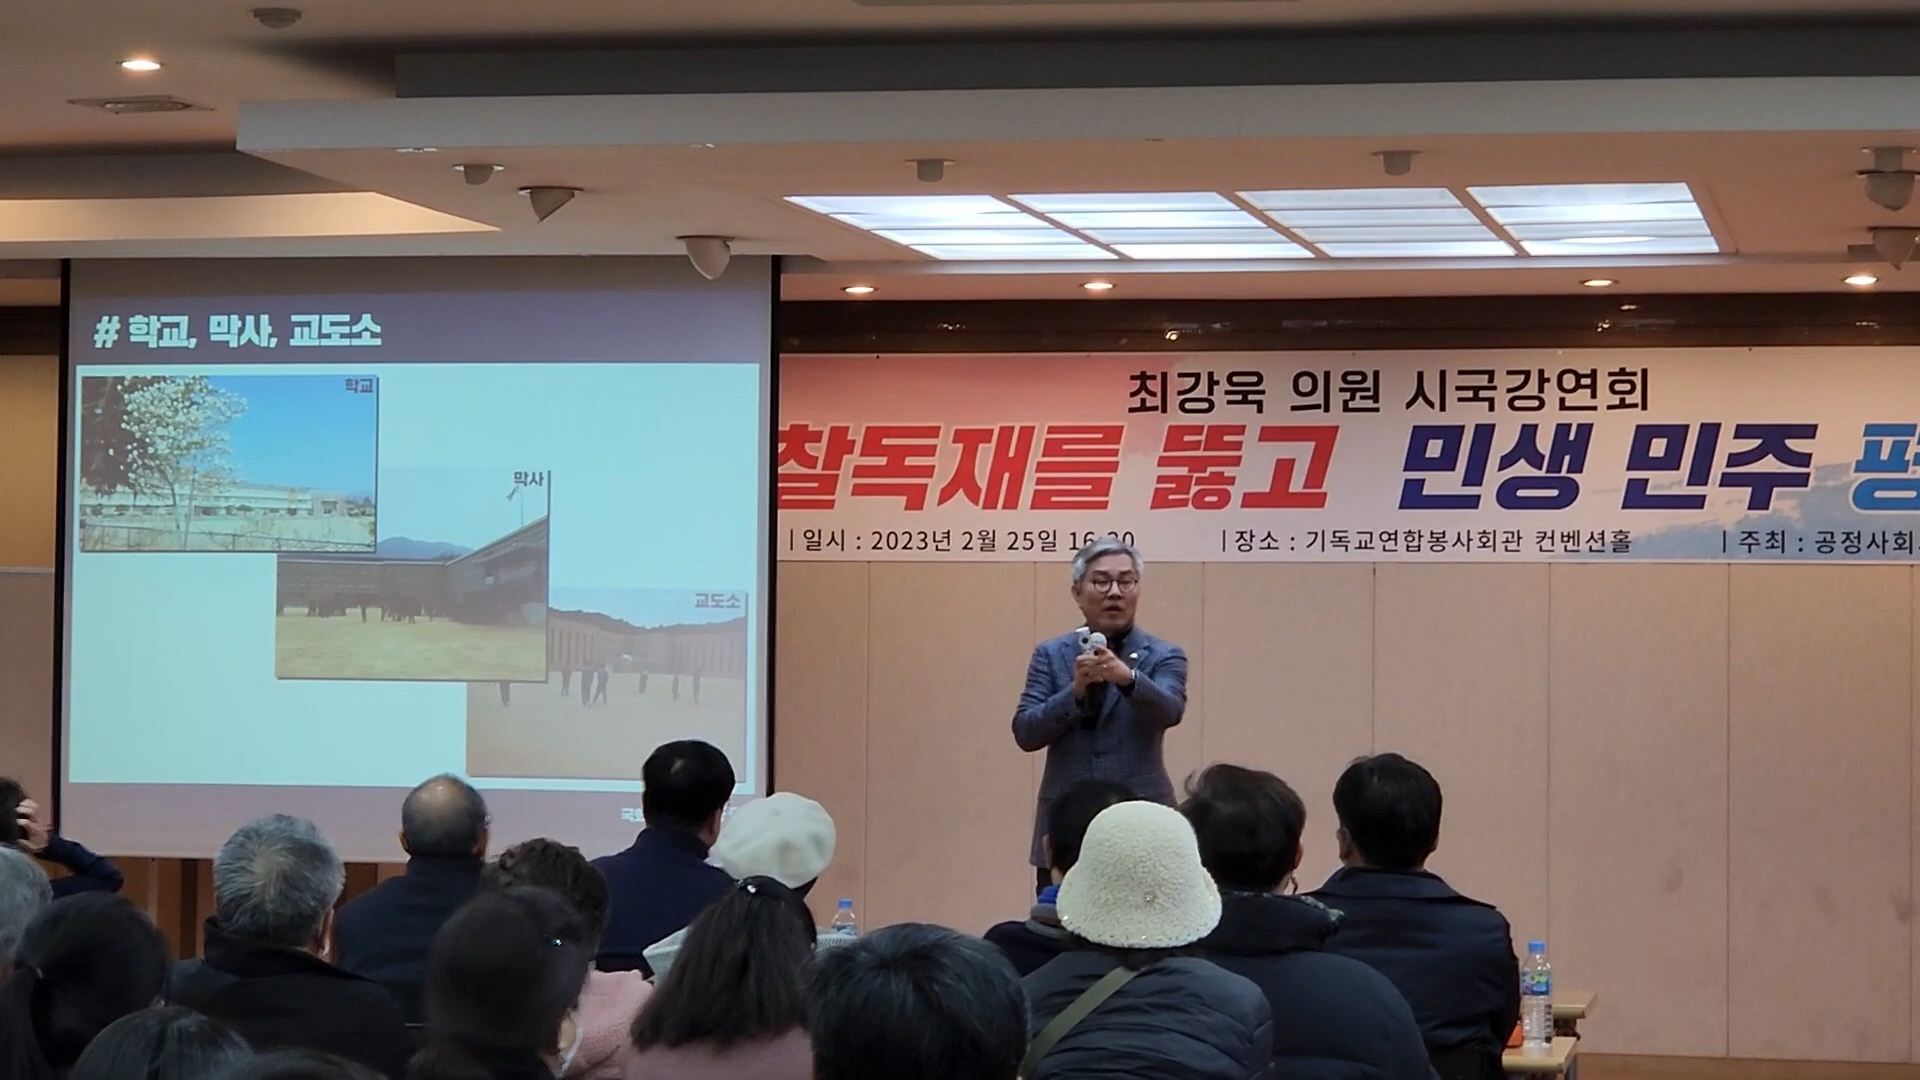 # 학교, 막사, 교도소
학교
막사
교도소
최강욱 의원 시국강연회
찰독재를 뚫고 민생 민주
| 일시 : 2023년 2월 25일
| 장소 : 기독교연합봉사회관 컨벤션홀
| 주최 : 공정사회